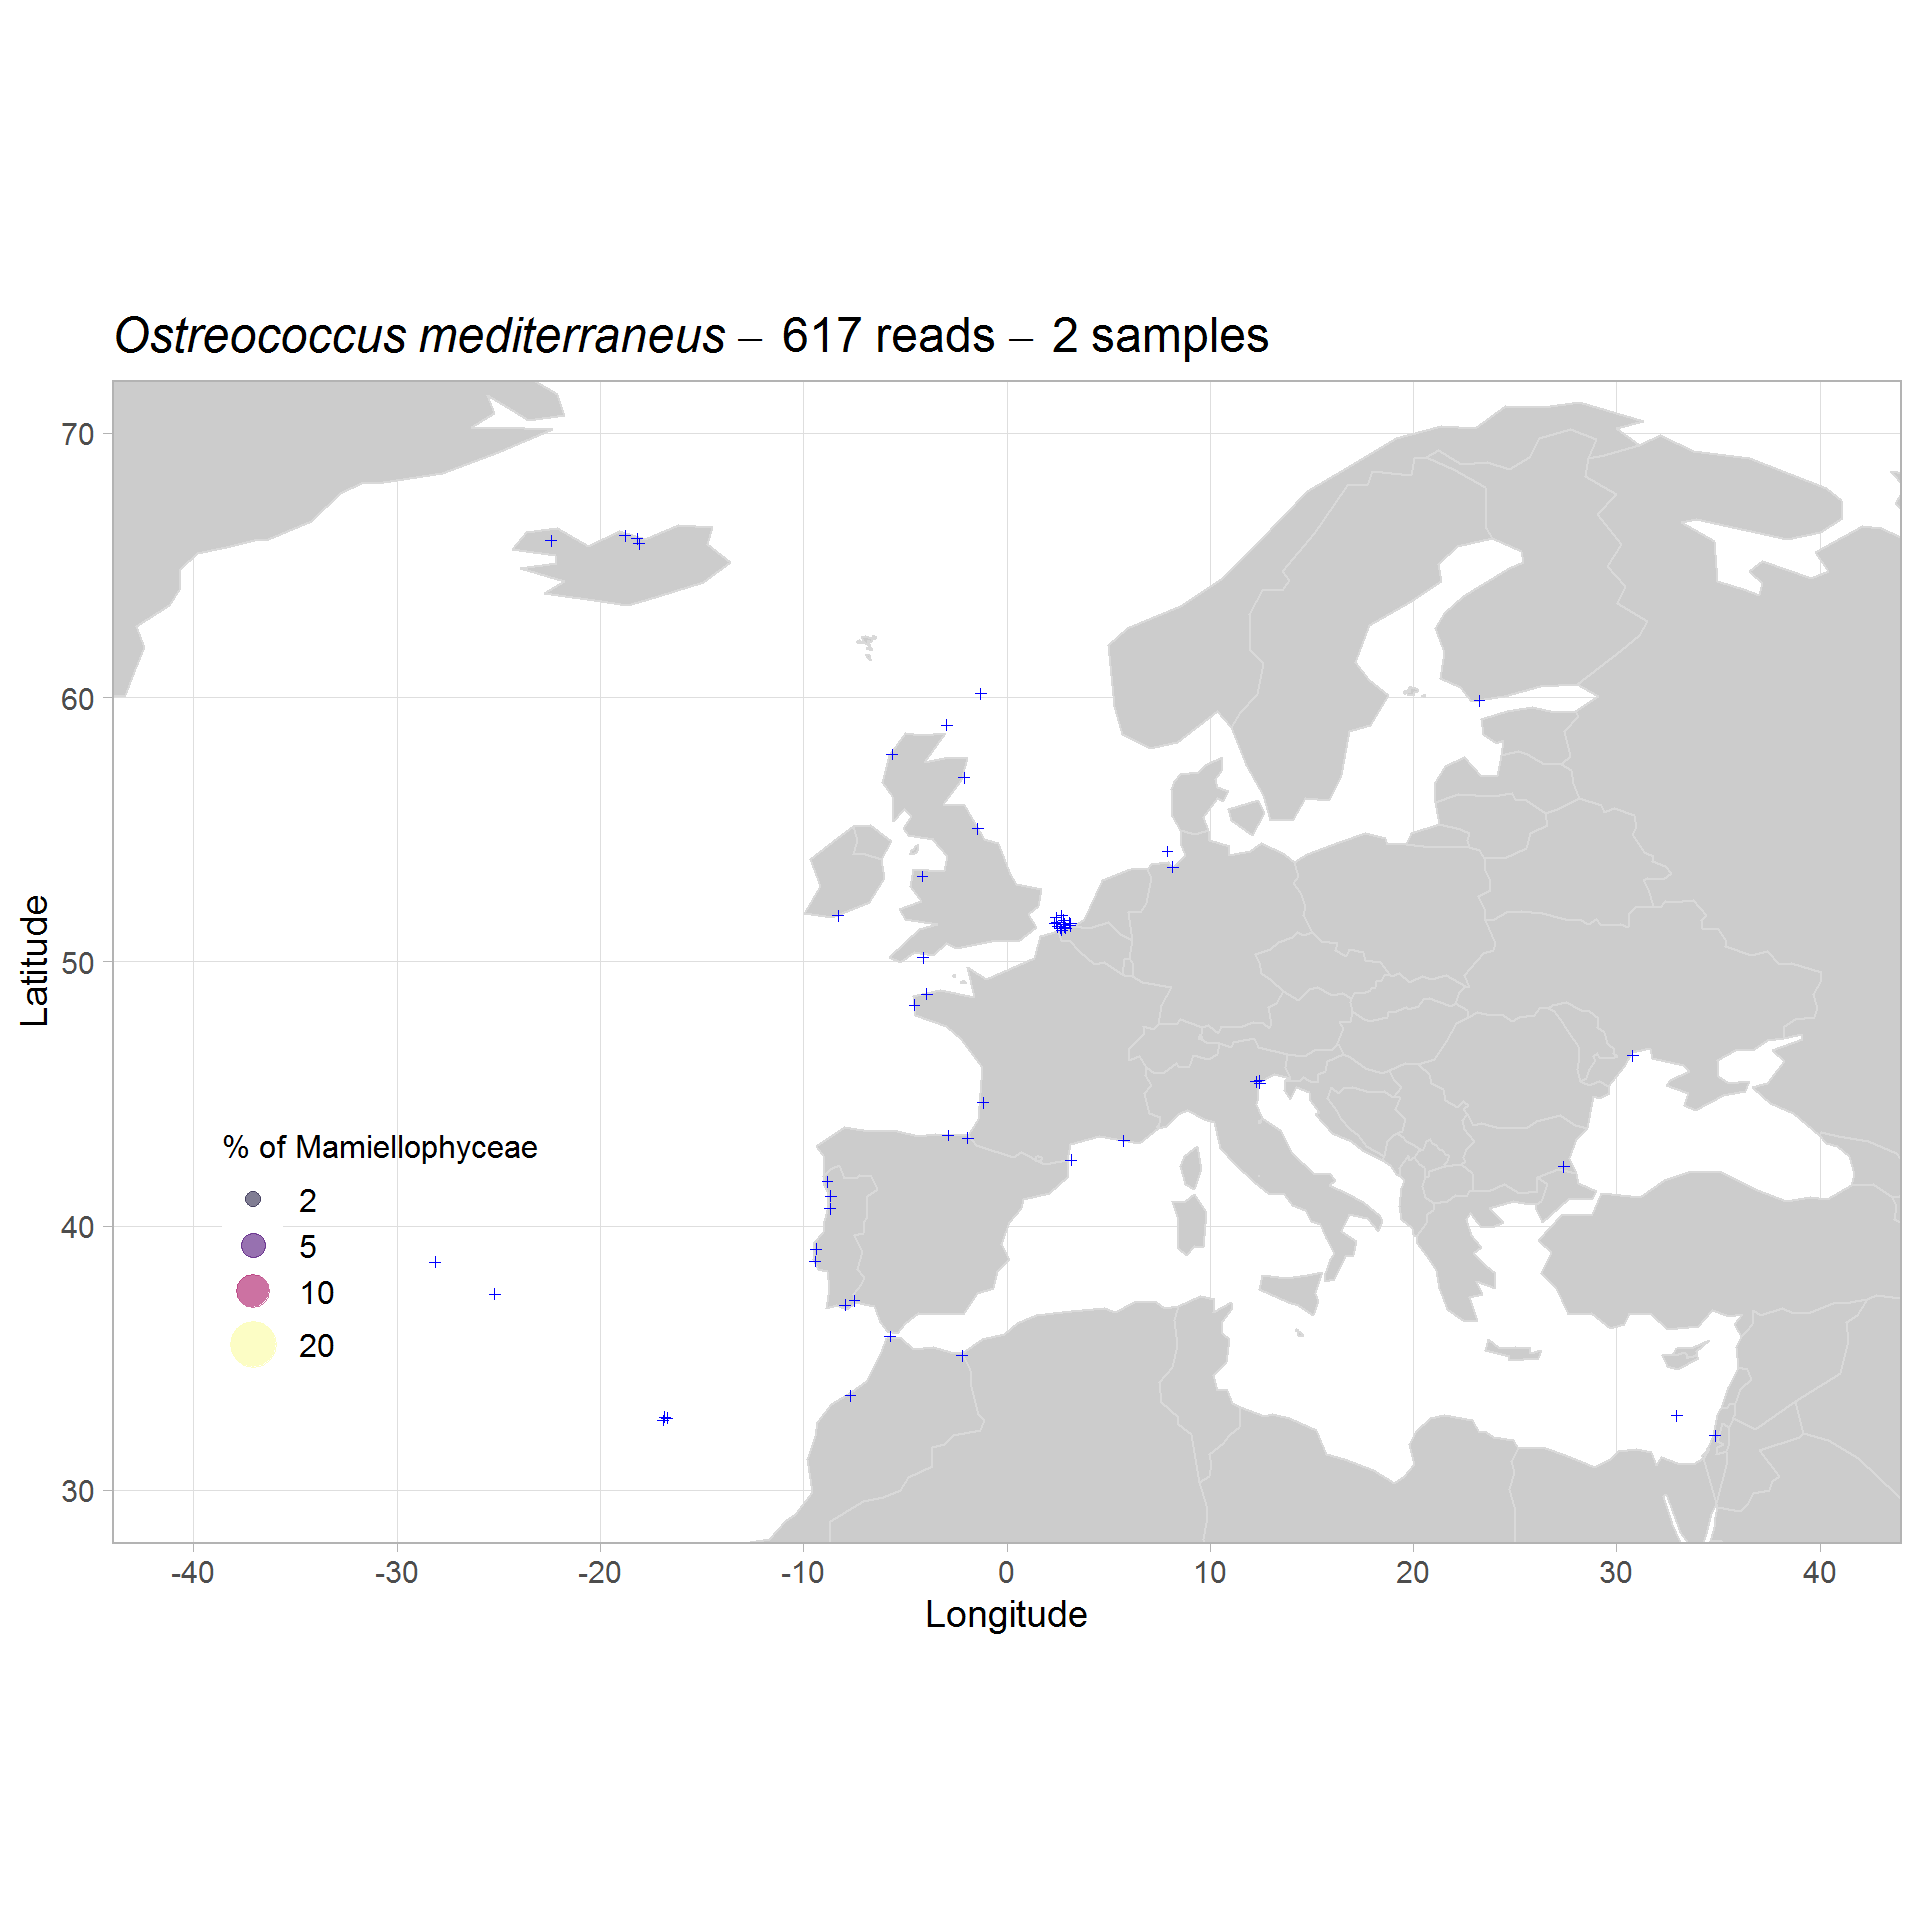 Ostreococcus mediterraneus – 617 reads – 2 samples
70
60
50
40
30
Latitude
% of Mamiellophyceae
2
5
10
20
-40 -30 -20 -10 0 10 20 30 40
Longitude